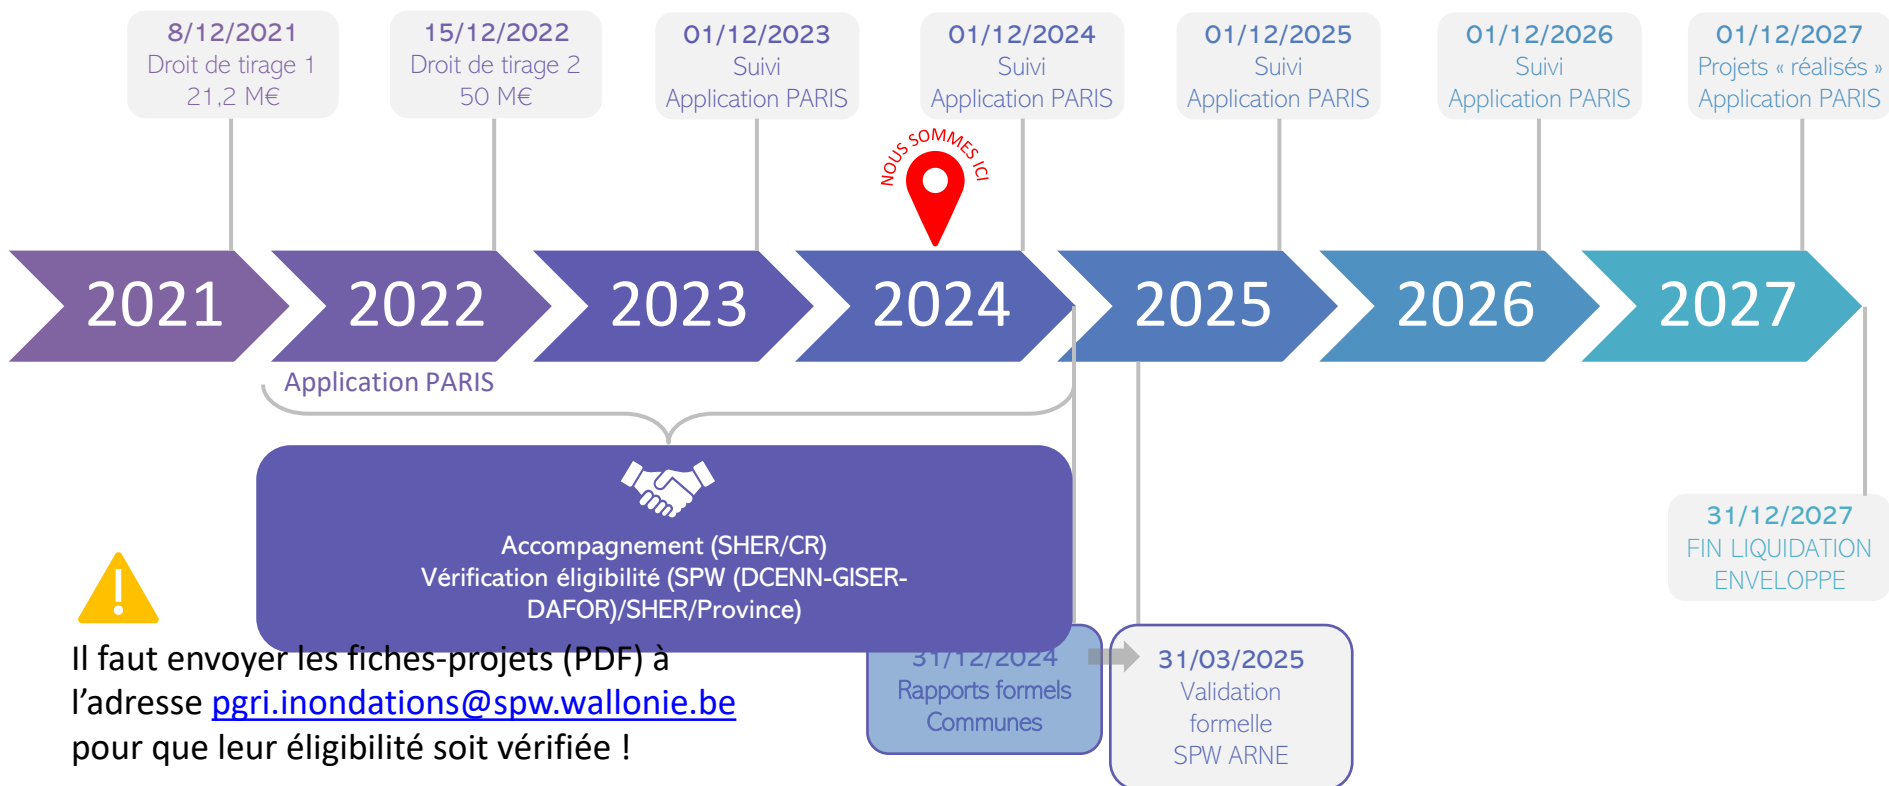 8/12/2021
Droit de tirage 1
21,2 M€
15/12/2022
Droit de tirage 2
50 M€
01/12/2023
Suivi
Application PARIS
01/12/2024
Suivi
Application PARIS
01/12/2025
Suivi
Application PARIS
01/12/2026
Suivi
Application PARIS
01/12/2027
Projets « réalisés »
Application PARIS
NOUS SOMMES ICI
2021
2022
2023
2024
2025
2026
2027
Application PARIS
Accompagnement (SHER/CR)
Vérification éligibilité (SPW (DCENN-GISER-
DAFOR)/SHER/Province)
31/12/2027
FIN LIQUIDATION
ENVELOPPE
Il faut envoyer les fiches-projets (PDF) à
l’adresse pgri.inondations@spw.wallonie.be
pour que leur éligibilité soit vérifiée !
31/12/2024
Rapports formels
Communes
31/03/2025
Validation
formelle
SPW ARNE